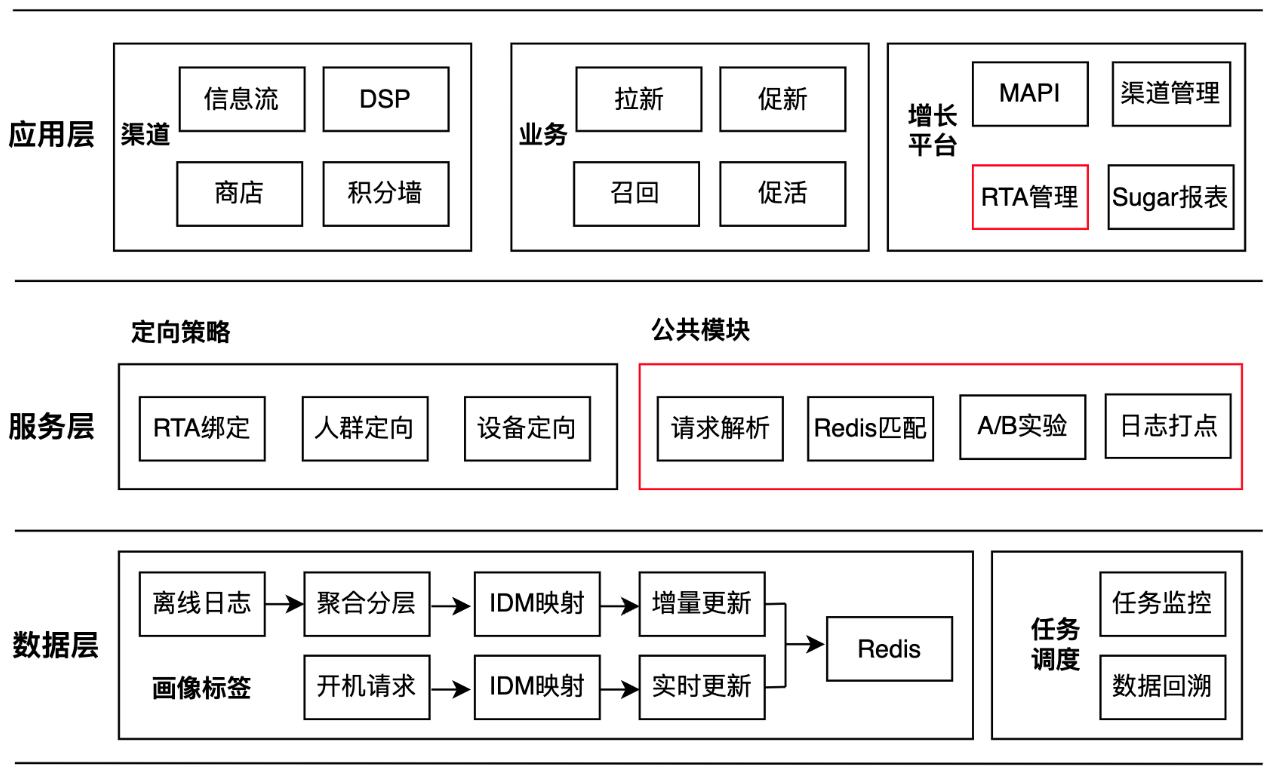 应用层
渠道
信息流
DSP
商店
积分墙
业务
拉新
促新
召回
促活
增长
平台
MAPI
渠道管理
RTA管理
Sugar报表
服务层
定向策略
RTA绑定
人群定向
设备定向
公共模块
请求解析
Redis匹配
A/B实验
日志打点
数据层
离线日志
聚合分层
IDM映射
增量更新
画像标签
开机请求
IDM映射
实时更新
Redis
任务
调度
任务监控
数据回溯